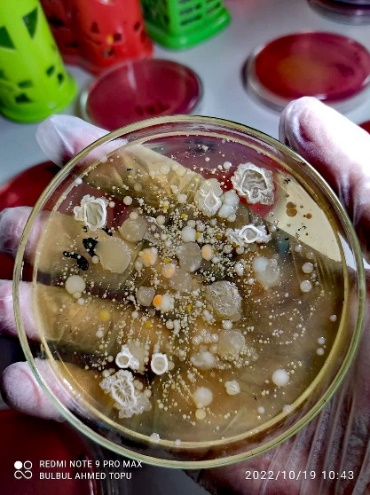 REDMI NOTE 9 PRO MAX
BULBUL AHMED TOPU
2022/10/19 10:43